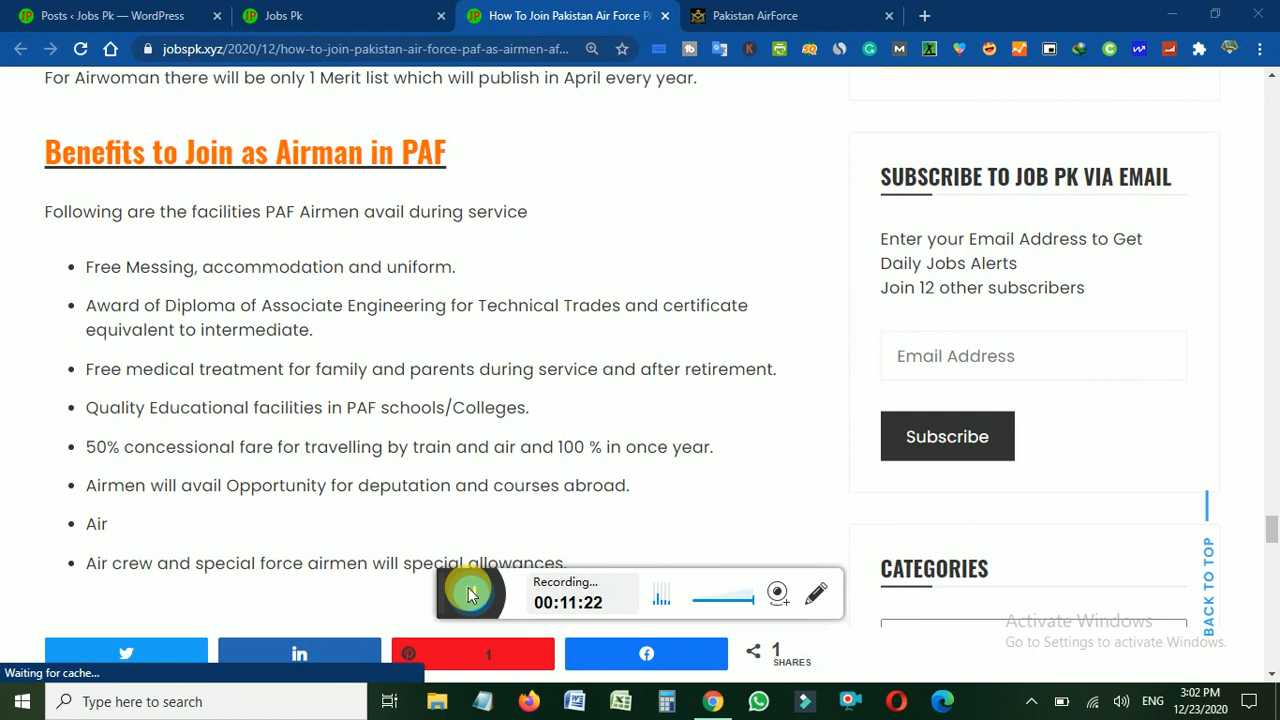 Posts ‹ Jobs Pk — WordPress
Jobs Pk
How To Join Pakistan Air Force PA
Pakistan AirForce
jobspk.xyz/2020/12/how-to-join-pakistan-air-force-paf-as-airmen-af...
For Airwoman there will be only 1 Merit list which will publish in April every year.
Benefits to Join as Airman in PAF
Following are the facilities PAF Airmen avail during service
Free Messing, accommodation and uniform.
Award of Diploma of Associate Engineering for Technical Trades and certificate
equivalent to intermediate.
Free medical treatment for family and parents during service and after retirement.
Quality Educational facilities in PAF schools/Colleges.
50% concessional fare for travelling by train and air and 100 % in once year.
Airmen will avail Opportunity for deputation and courses abroad.
Air
Air crew and special force airmen will special allowances.
SUBSCRIBE TO JOB PK VIA EMAIL
Enter your Email Address to Get
Daily Jobs Alerts
Join 12 other subscribers
Email Address
Subscribe
CATEGORIES
BACK TO TOP
Recording...
00:11:22
Activate Windows
Go to Settings to activate Windows.
1
1
SHARES
Waiting for cache...
Type here to search
ENG
3:02 PM
12/23/2020